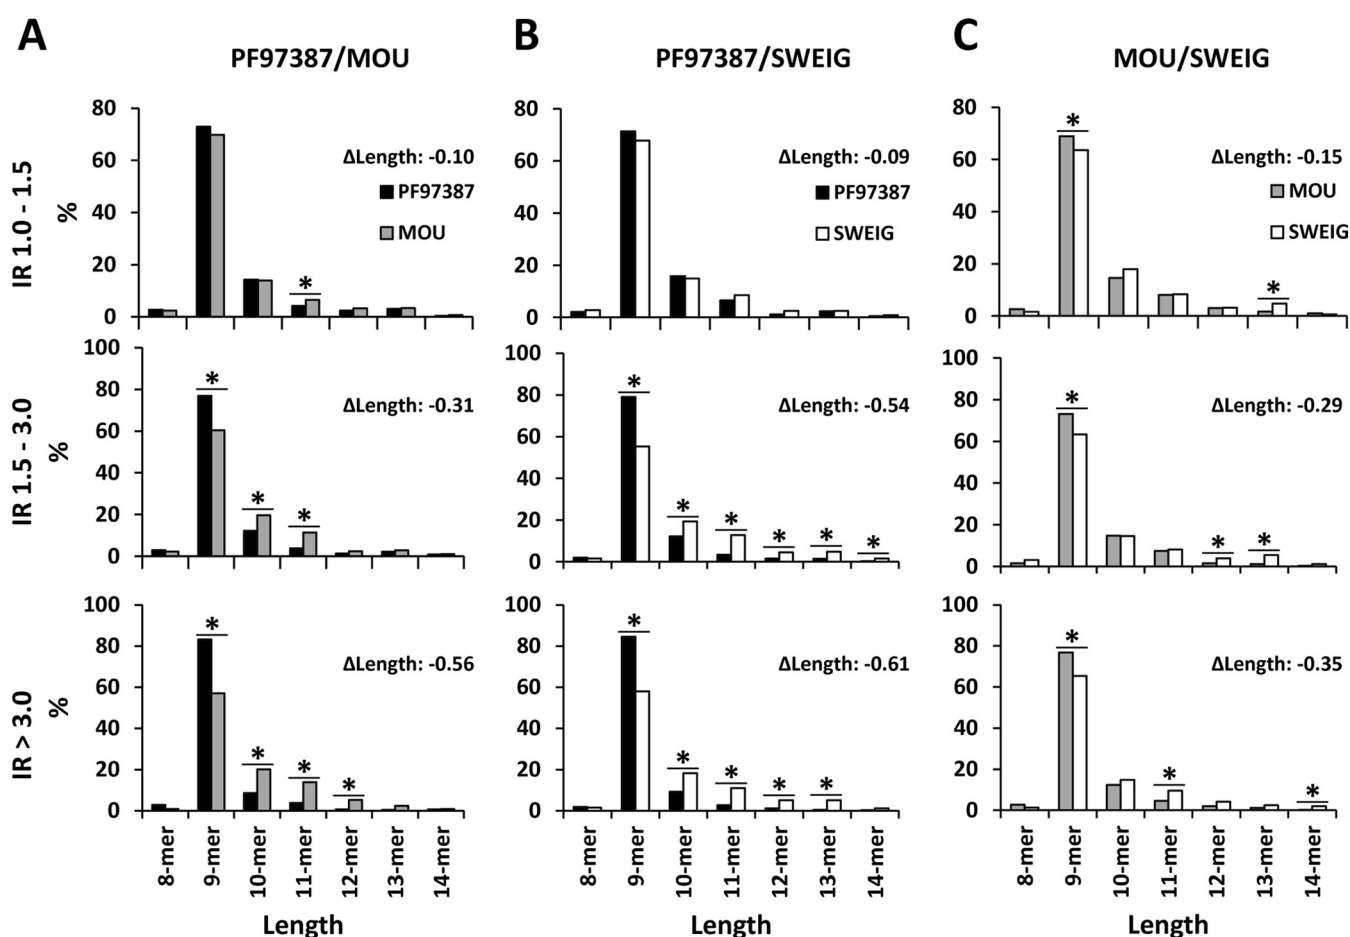 A
B
C
PF97387/MOU
PF97387/SWEIG
MOU/SWEIG
IR 1.0 - 1.5
%
80
60
40
20
0
ΔLength: -0.10
PF97387
MOU
*
80
60
40
20
0
ΔLength: -0.09
PF97387
SWEIG
80
60
40
20
0
*
ΔLength: -0.15
MOU
SWEIG
*
IR 1.5 - 3.0
%
100
80
60
40
20
0
*
ΔLength: -0.31
* *
100
80
60
40
20
0
*
ΔLength: -0.54
* * * * *
100
80
60
40
20
0
*
ΔLength: -0.29
* *
IR > 3.0
%
100
80
60
40
20
0
*
ΔLength: -0.56
* * *
100
80
60
40
20
0
*
ΔLength: -0.61
* * * *
100
80
60
40
20
0
*
ΔLength: -0.35
* *
8-mer
9-mer
10-mer
11-mer
12-mer
13-mer
14-mer
Length
8-mer
9-mer
10-mer
11-mer
12-mer
13-mer
14-mer
Length
8-mer
9-mer
10-mer
11-mer
12-mer
13-mer
14-mer
Length